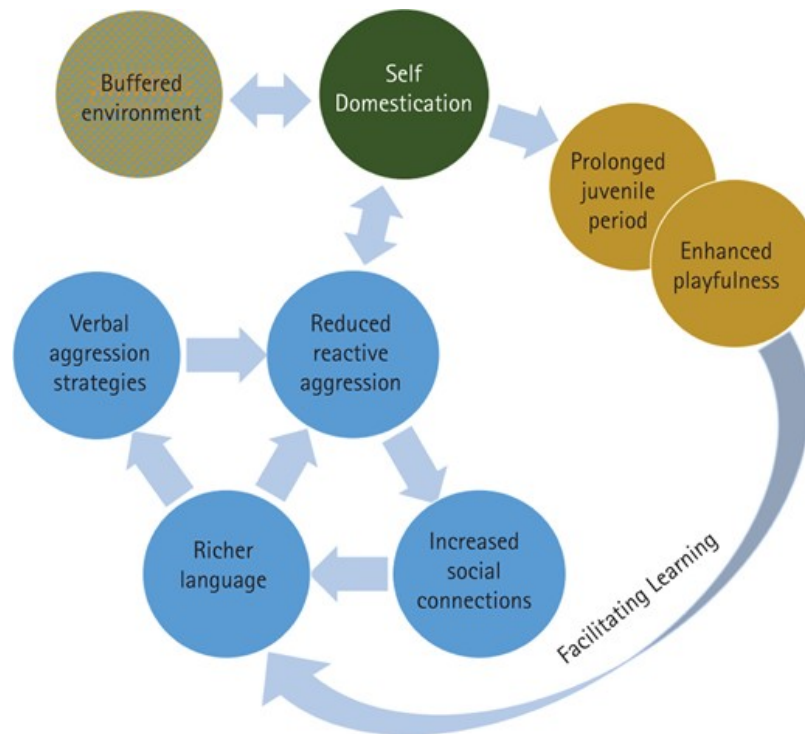 Buffered
environment
Self
Domestication
Prolonged
juvenile
period
Enhanced
playfulness
Verbal
aggression
strategies
Reduced
reactive
aggression
Richer
language
Increased
social
connections
Facilitating Learning